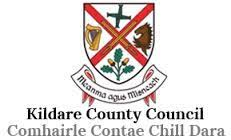 Meanma agus Misneach
Kildare County Council
Comhairle Contae Chill Dara